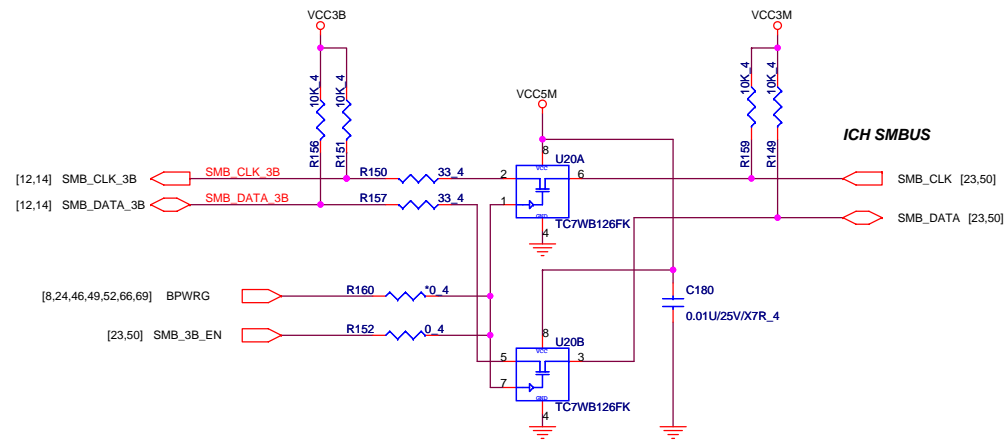 VCC3B
VCC3M
VCC5M
10K_4
10K_4
10K_4
10K_4
R156
R151
R159
R149
ICH SMBUS
8
U20A
VCC
[12,14] SMB_CLK_3B
SMB_CLK_3B
R150
33_4
2
6
SMB_CLK [23,50]
[12,14] SMB_DATA_3B
SMB_DATA_3B
R157
33_4
1
GND
4
TC7WB126FK
SMB_DATA [23,50]
[8,24,46,49,52,66,69] BPWRG
R160
*0_4
C180
0.01U/25V/X7R_4
[23,50] SMB_3B_EN
R152
0_4
8
U20B
VCC
5
3
7
GND
4
TC7WB126FK